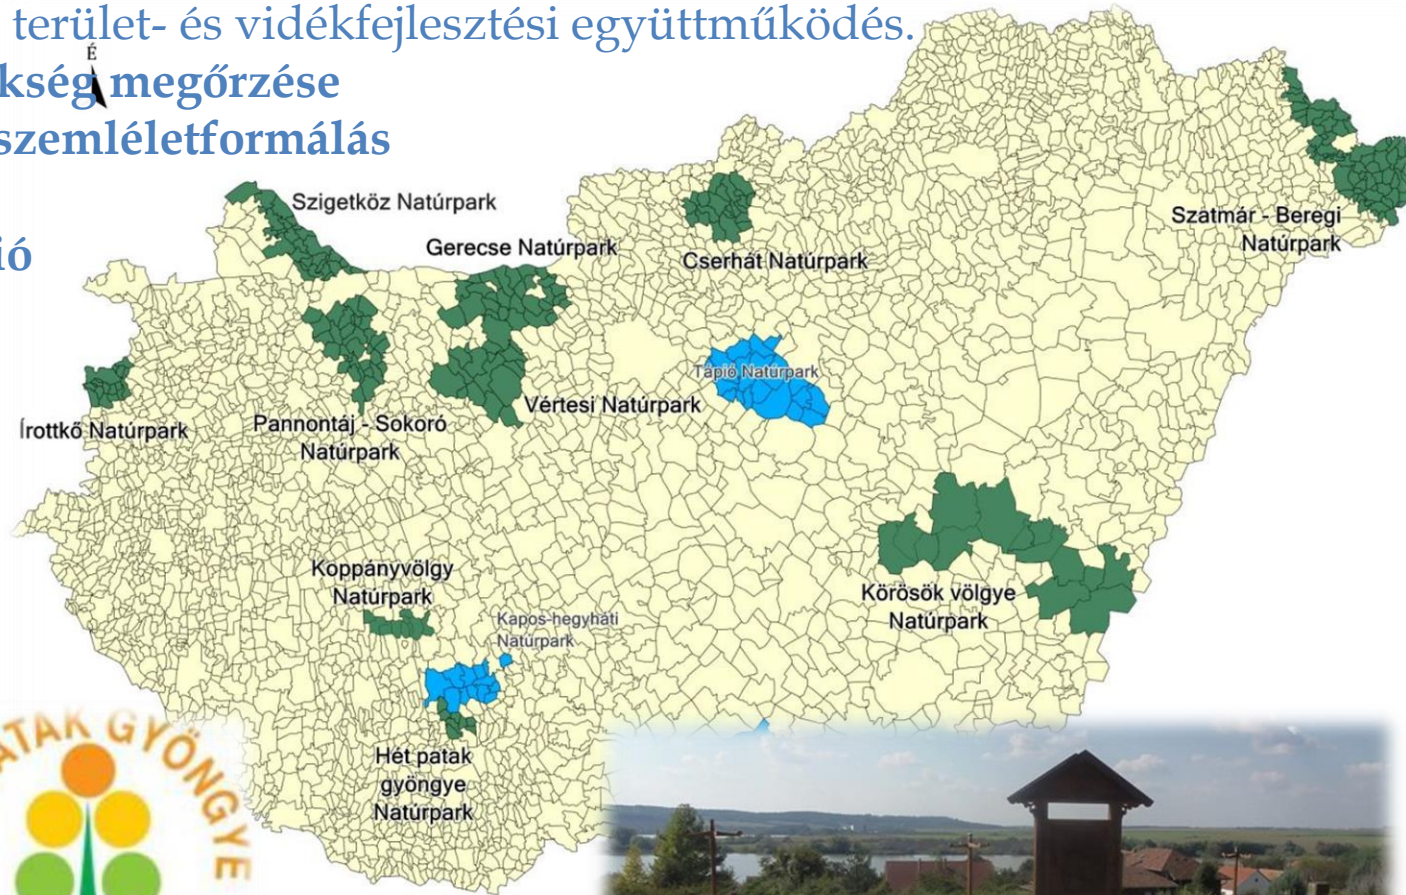 terület- és vidékfejlesztési együttműködés.
É
kség megőrzése
szemléletformálás
ió
Szigetköz Natúrpark
Gerecse Natúrpark
Cserhát Natúrpark
Szatmár - Beregi
Natúrpark
Tápió Natúrpark
Írottkő Natúrpark
Pannontáj - Sokoró
Natúrpark
Vértesi Natúrpark
Koppányvölgy
Natúrpark
Kapos-hegyháti
Natúrpark
Körösök völgye
Natúrpark
Hét patak
gyöngye
Natúrpark
ATAK GYÖNGYE